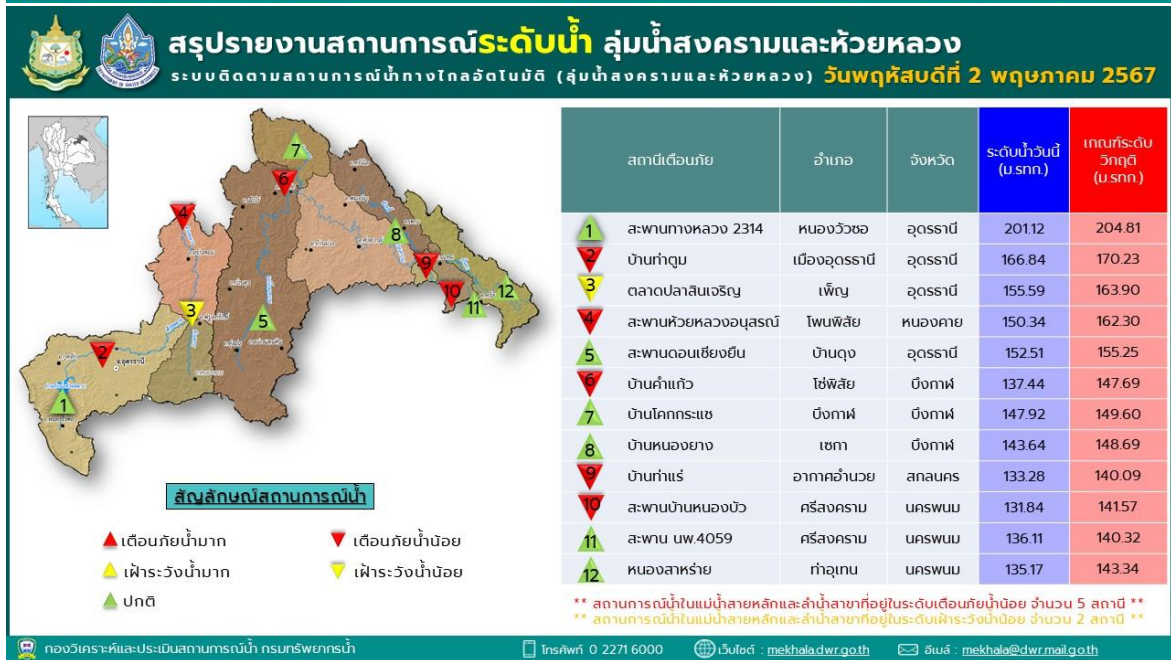 สรุปรายงานสถานการณ์ระดับน้ำ ลุ่มน้ำสงครามและห้วยหลวง
ระบบติดตามสถานการณ์น้ำทางไกลอัตโนมัติ (ลุ่มน้ำสงครามและห้วยหลวง) วันพฤหัสบดีที่ 2 พฤษภาคม 2567
7
6
4
8
9
10
12
11
3
5
2
1
สัญลักษณ์สถานการณ์น้ำ
เตือนภัยน้ำมาก เตือนภัยน้ำน้อย
เฝ้าระวังน้ำมาก เฝ้าระวังน้ำน้อย
ปกติ
สถานีเตือนภัย อำเภอ จังหวัด ระดับน้ำวันนี้ (ม.รทก.) เกณฑ์ระดับวิกฤติ (ม.รทก.)
1 สะพานทางหลวง 2314 หนองวัวซอ อุดรธานี 201.12 204.81
2 บ้านท่าตูม เมืองอุดรธานี อุดรธานี 166.84 170.23
3 ตลาดปลาสินเจริญ เพ็ญ อุดรธานี 155.59 163.90
4 สะพานห้วยหลวงอนุสรณ์ โพนพิสัย หนองคาย 150.34 162.30
5 สะพานดอนเชียงยืน บ้านดุง อุดรธานี 152.51 155.25
6 บ้านคำแก้ว โซ่พิสัย บึงกาฬ 137.44 147.69
7 บ้านโคกกระแซ บึงกาฬ บึงกาฬ 147.92 149.60
8 บ้านหนองยาง เซกา บึงกาฬ 143.64 148.69
9 บ้านท่าแร่ อากาศอำนวย สกลนคร 133.28 140.09
10 สะพานบ้านหนองบัว ศรีสงคราม นครพนม 131.84 141.57
11 สะพาน นพ.4059 ศรีสงคราม นครพนม 136.11 140.32
12 หนองสาหร่าย ท่าอุเทน นครพนม 135.17 143.34
** สถานการณ์น้ำในแม่น้ำสายหลักและลำน้ำสาขาที่อยู่ในระดับเตือนภัยน้ำน้อย จำนวน 5 สถานี **
** สถานการณ์น้ำในแม่น้ำสายหลักและลำน้ำสาขาที่อยู่ในระดับเฝ้าระวังน้ำน้อย จำนวน 2 สถานี **
กองวิเคราะห์และประเมินสถานการณ์น้ำ กรมทรัพยากรน้ำ โทรศัพท์ 0 2271 6000 เว็บไซต์ : mekhala.dwr.go.th อีเมล์ : mekhala@dwr.mail.go.th